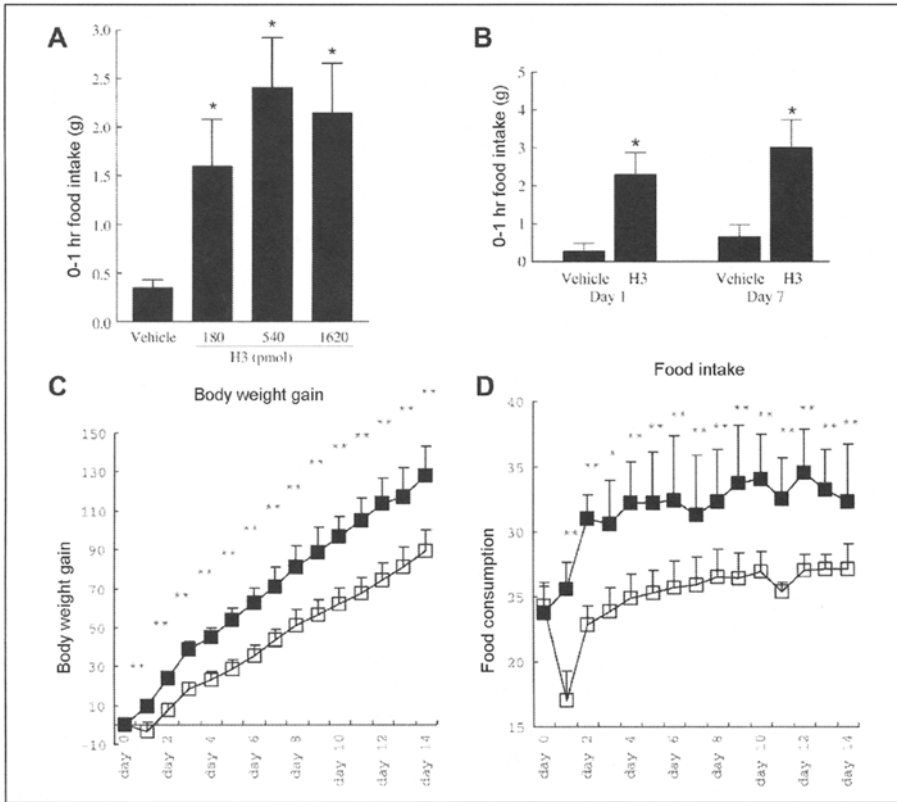 A
0-1 hr food intake (g)
3.0
2.5
2.0
1.5
1.0
0.5
0.0
*
*
*
Vehicle 180 540 1620
H3 (pmol)
B
0-1 hr food intake (g)
5
4
3
2
1
0
*
*
Vehicle H3 Vehicle H3
Day 1 Day 7
C
Body weight gain
Body weight gain
150
130
110
90
70
50
30
10
-10
** ** ** ** ** ** ** ** ** ** ** ** ** **
day 0 day 2 day 4 day 6 day 8 day 10 day 12 day 14
D
Food intake
Food consumption
40
35
30
25
20
15
** ** * ** ** ** ** ** ** ** ** ** ** **
day 0 day 2 day 4 day 6 day 8 day 10 day 12 day 14